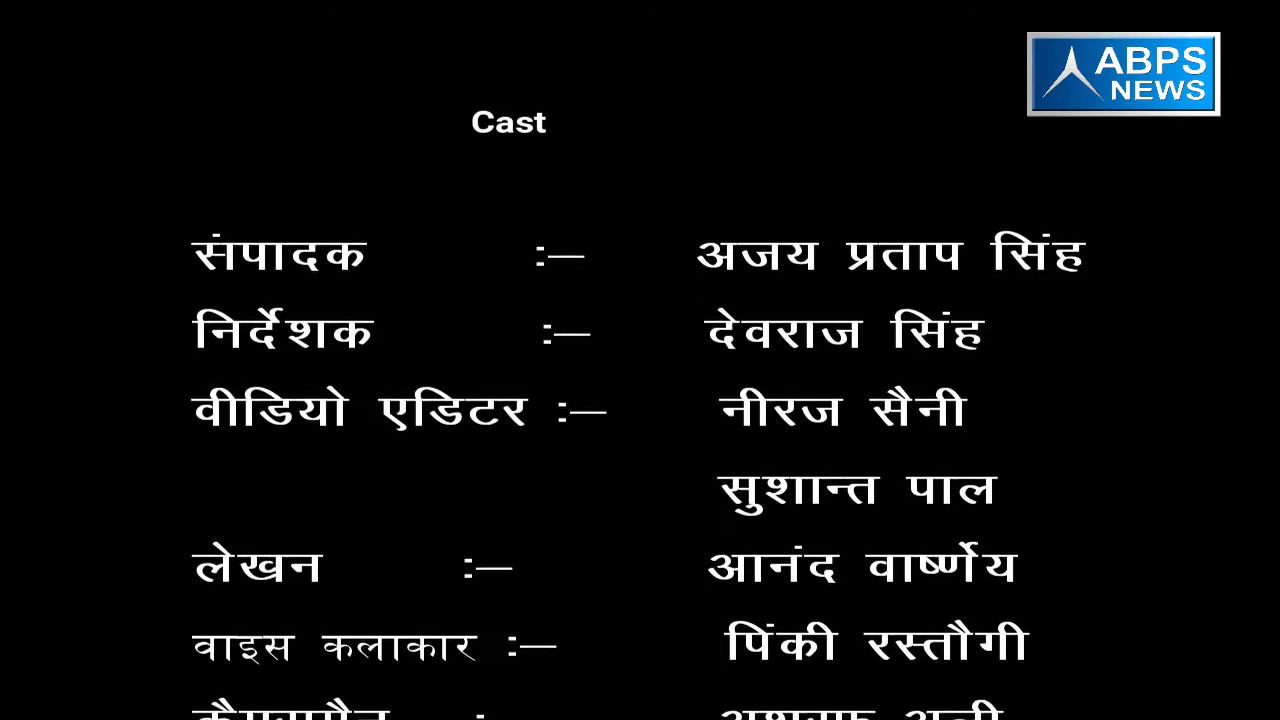 ABPS
NEWS
Cast
संपादक :— अजय प्रताप सिंह
निर्देशक :— देवराज सिंह
वीडियो एडिटर :— नीरज सैनी
सुशान्त पाल
लेखन :— आनंद वार्ष्णेय
वाइस कलाकार :— पिंकी रस्तौगी